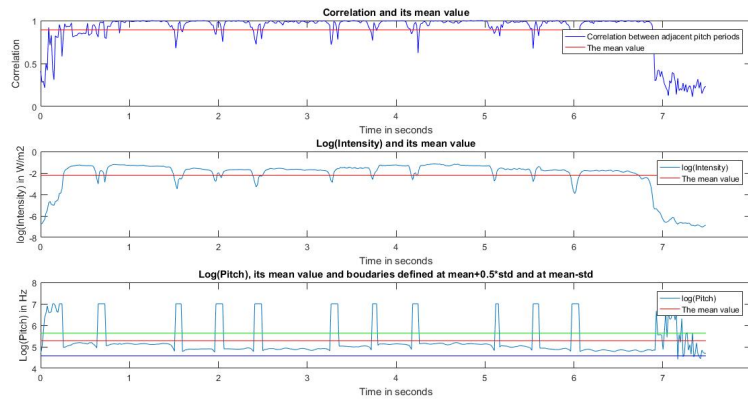 Correlation and its mean value
Correlation
1
0.5
0
0 1 2 3 4 5 6 7
Time in seconds
Correlation between adjacent pitch periods
The mean value
Log(Intensity) and its mean value
log(Intensity) in W/m2
0
-2
-4
-6
-8
0 1 2 3 4 5 6 7
Time in seconds
log(Intensity)
The mean value
Log(Pitch), its mean value and boudaries defined at mean+0.5*std and at mean-std
Log(Pitch) in Hz
8
7
6
5
4
0 1 2 3 4 5 6 7
Time in seconds
log(Pitch)
The mean value